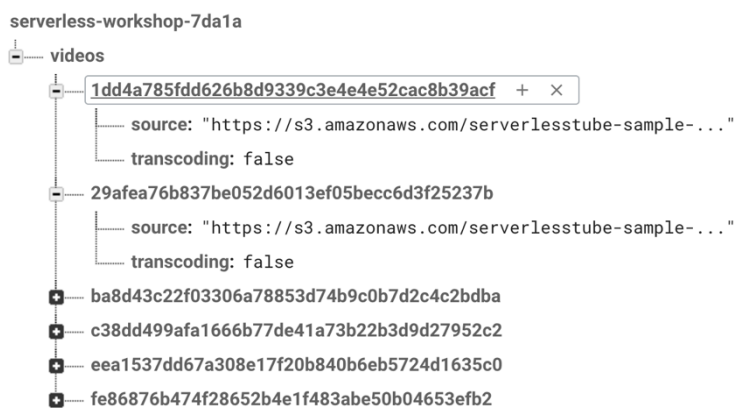 serverless-workshop-7da1a
videos
1dd4a785fdd626b8d9339c3e4e4e52cac8b39acf + ×
source: "https://s3.amazonaws.com/serverlesstube-sample-..."
transcoding: false
29afea76b837be052d6013ef05becc6d3f25237b
source: "https://s3.amazonaws.com/serverlesstube-sample-..."
transcoding: false
ba8d43c22f03306a78853d74b9c0b7d2c4c2bdba
c38dd499afa1666b77de41a73b22b3d9d27952c2
eea1537dd67a308e17f20b840b6eb5724d1635c0
fe86876b474f28652b4e1f483abe50b04653efb2